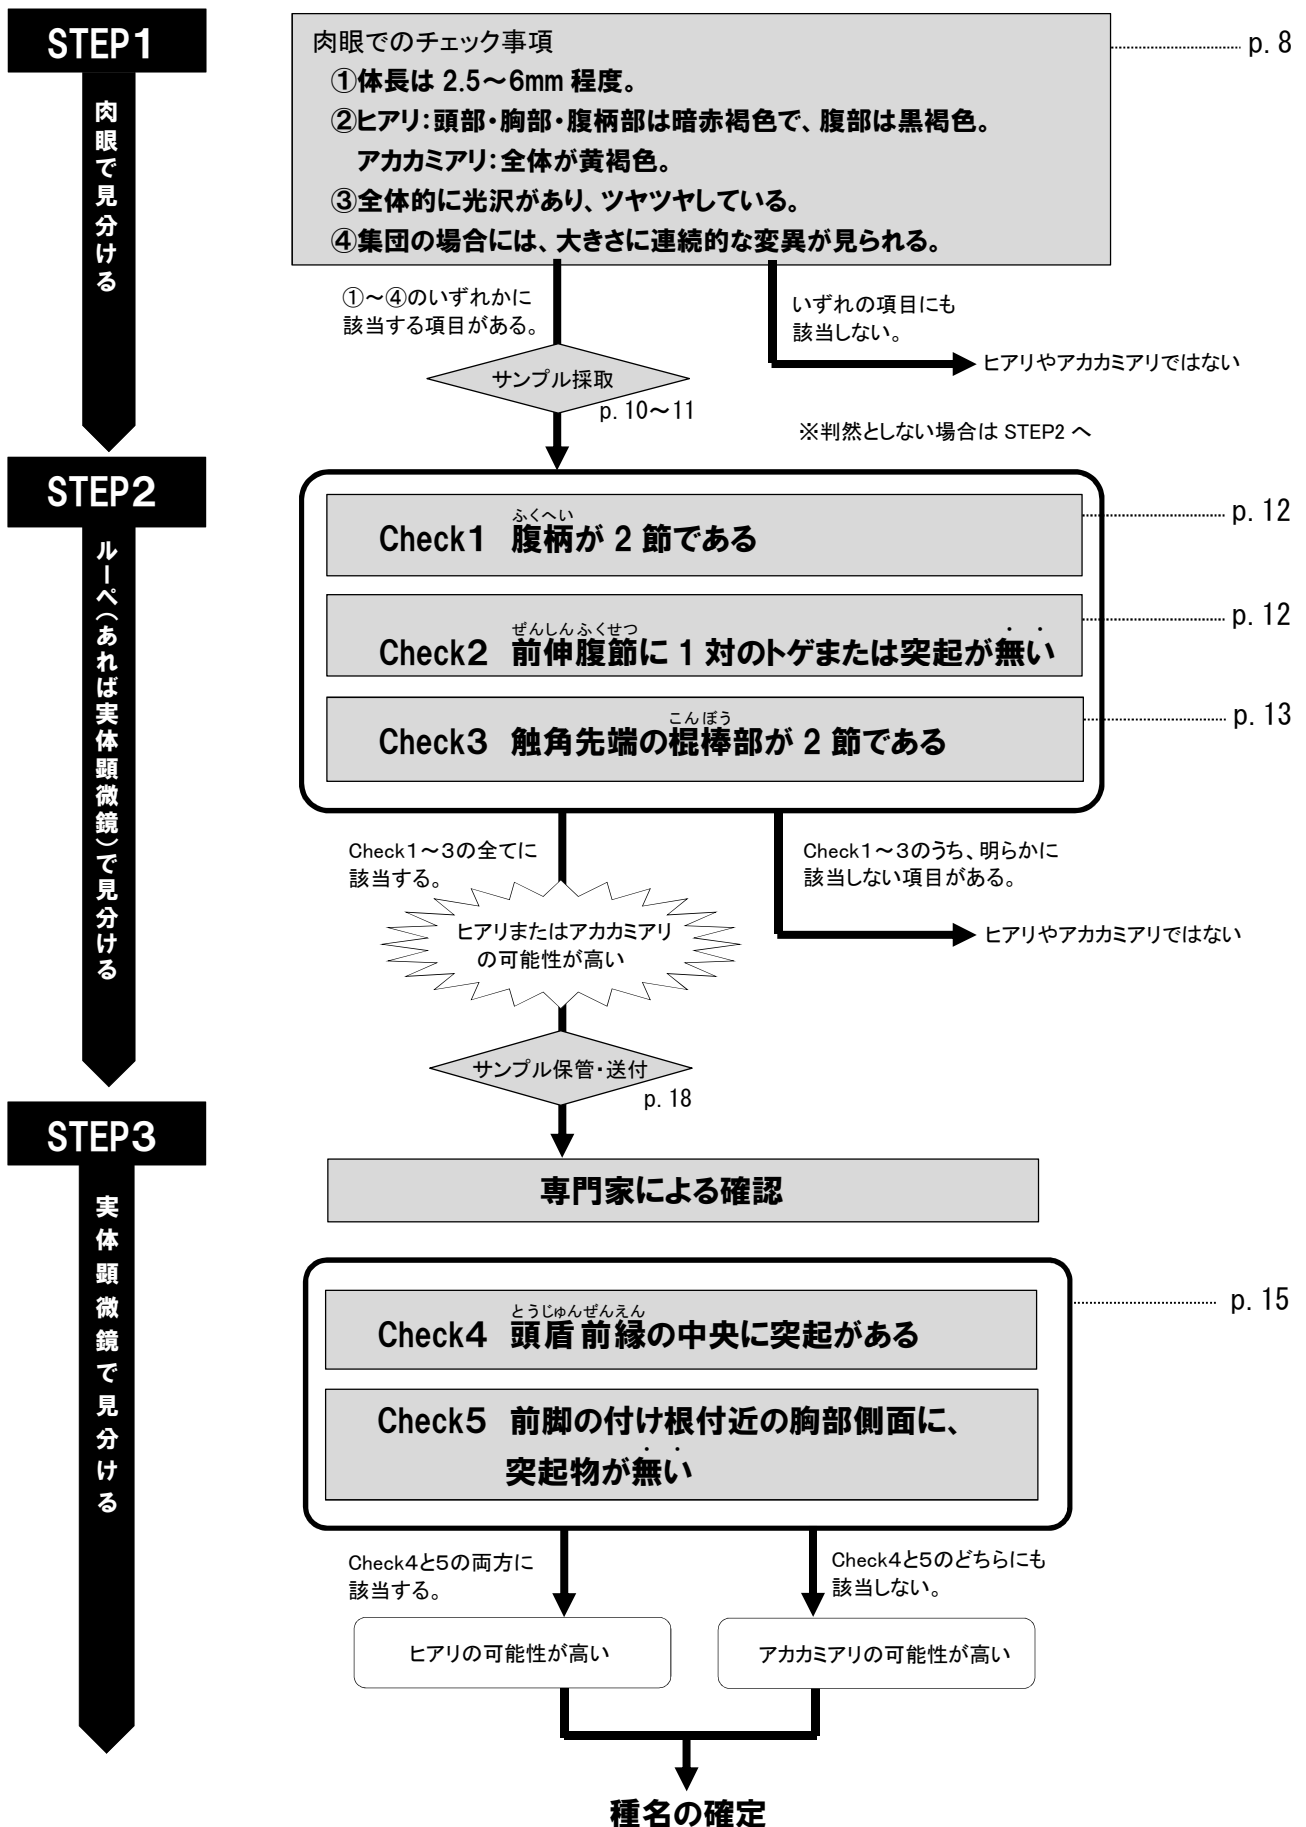 STEP1
肉眼で見分ける
肉眼でのチェック事項
①体長は 2.5～6mm 程度。
②ヒアリ：頭部・胸部・腹柄部は暗赤褐色で、腹部は黒褐色。
アカカミアリ：全体が黄褐色。
③全体的に光沢があり、ツヤツヤしている。
④集団の場合には、大きさに連続的な変異が見られる。
p. 8
①～④のいずれかに
該当する項目がある。
いずれの項目にも
該当しない。
ヒアリやアカカミアリではない
サンプル採取
p. 10～11
※判然としない場合は STEP2 へ
STEP2
ルーペ（あれば実体顕微鏡）で見分ける
ふくへい
Check1 腹柄が 2 節である
p. 12
ぜんしんふくせつ
Check2 前伸腹節に 1 対のトゲまたは突起が無い
p. 12
こんぼう
Check3 触角先端の棍棒部が 2 節である
p. 13
Check1～3の全てに
該当する。
Check1～3のうち、明らかに
該当しない項目がある。
ヒアリまたはアカカミアリ
の可能性が高い
ヒアリやアカカミアリではない
サンプル保管・送付
p. 18
STEP3
実体顕微鏡で見分ける
専門家による確認
とうじゅんぜんえん
Check4 頭盾前縁の中央に突起がある
p. 15
Check5 前脚の付け根付近の胸部側面に、
突起物が無い
Check4と5の両方に
該当する。
Check4と5のどちらにも
該当しない。
ヒアリの可能性が高い
アカカミアリの可能性が高い
種名の確定